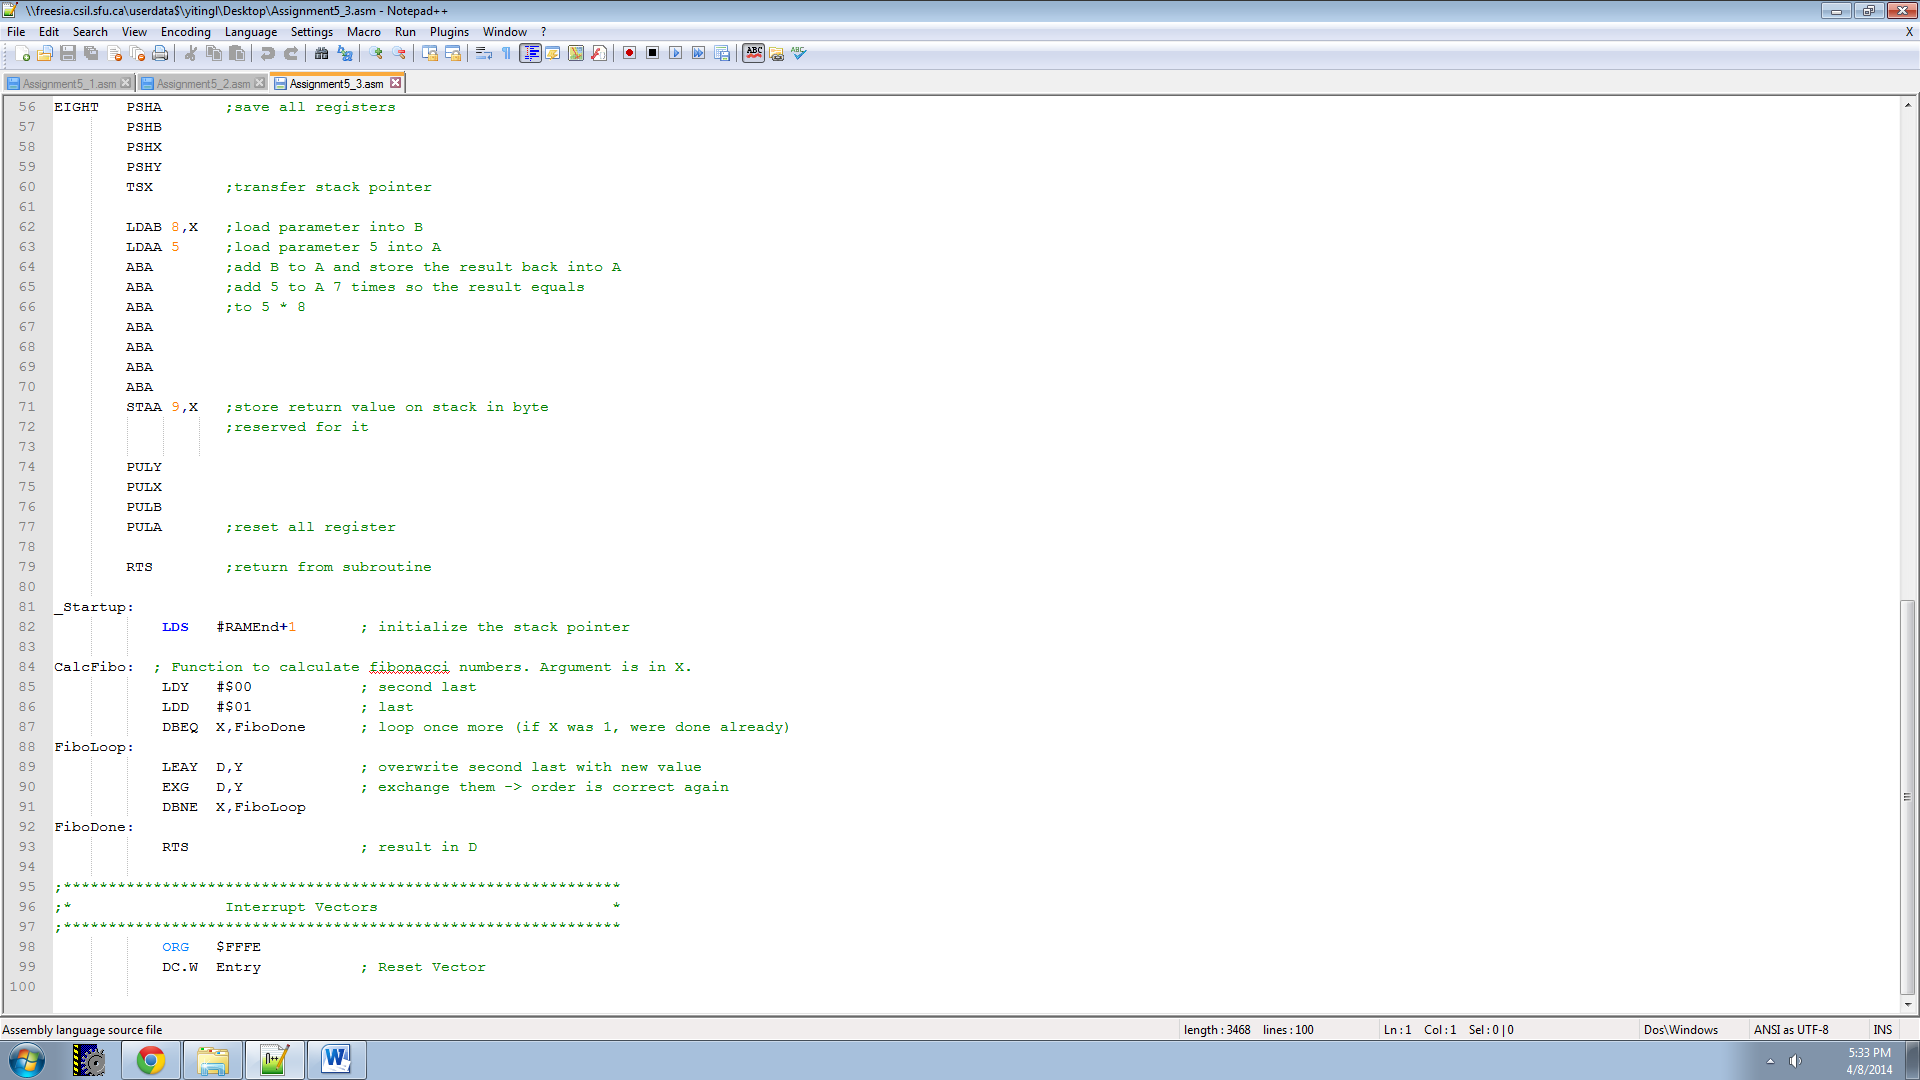 \\freesia.csil.sfu.ca\userdata$\yitingl\Desktop\Assignment5_3.asm - Notepad++
File Edit Search View Encoding Language Settings Macro Run Plugins Window ? X
Assignment5_1.asm Assignment5_2.asm Assignment5_3.asm
56 EIGHT PSHA ;save all registers
57 PSHB
58 PSHX
59 PSHY
60 TSX ;transfer stack pointer
61
62 LDAB 8,X ;load parameter into B
63 LDAA 5 ;load parameter 5 into A
64 ABA ;add B to A and store the result back into A
65 ABA ;add 5 to A 7 times so the result equals
66 ABA ;to 5 * 8
67 ABA
68 ABA
69 ABA
70 ABA
71 STAA 9,X ;store return value on stack in byte
72 ;reserved for it
73
74 PULY
75 PULX
76 PULB
77 PULA ;reset all register
78
79 RTS ;return from subroutine
80
81 _Startup:
82 LDS #RAMEnd+1 ; initialize the stack pointer
83
84 CalcFibo: ; Function to calculate fibonacci numbers. Argument is in X.
85 LDY #$00 ; second last
86 LDD #$01 ; last
87 DBEQ X,FiboDone ; loop once more (if X was 1, were done already)
88 FiboLoop:
89 LEAY D,Y ; overwrite second last with new value
90 EXG D,Y ; exchange them -> order is correct again
91 DBNE X,FiboLoop
92 FiboDone:
93 RTS ; result in D
94
95 ;**************************************************************
96 ;* Interrupt Vectors *
97 ;**************************************************************
98 ORG $FFFE
99 DC.W Entry ; Reset Vector
100
Assembly language source file length : 3468 lines : 100 Ln : 1 Col : 1 Sel : 0 | 0 Dos\Windows ANSI as UTF-8 INS
5:33 PM
4/8/2014